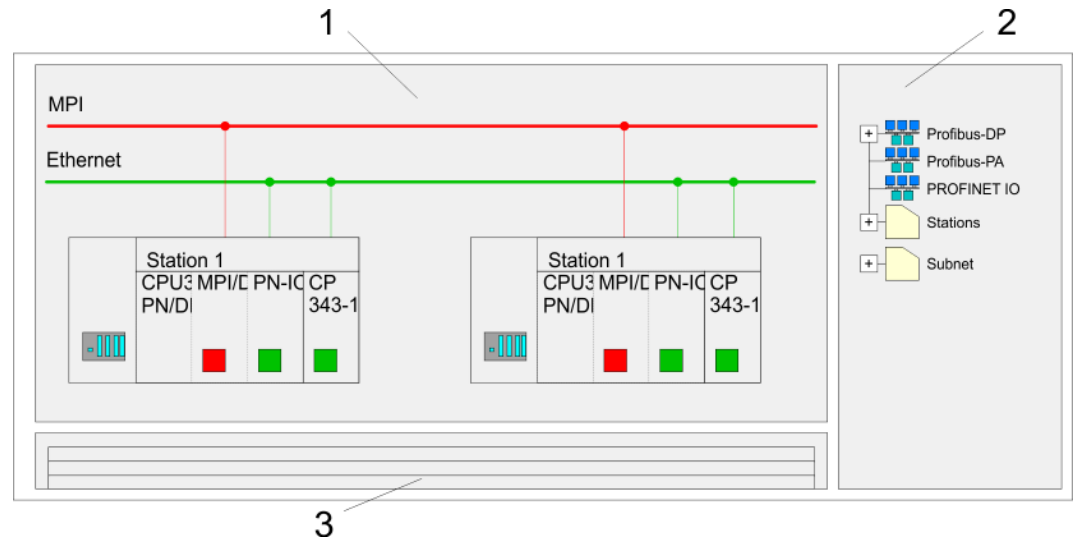 1
2
MPI
Ethernet
Profibus-DP
Profibus-PA
PROFINET IO
Stations
Subnet
Station 1
CPU3 MPI/D PN-IO CP
PN/DI 343-1
Station 1
CPU3 MPI/D PN-IO CP
PN/DI 343-1
3